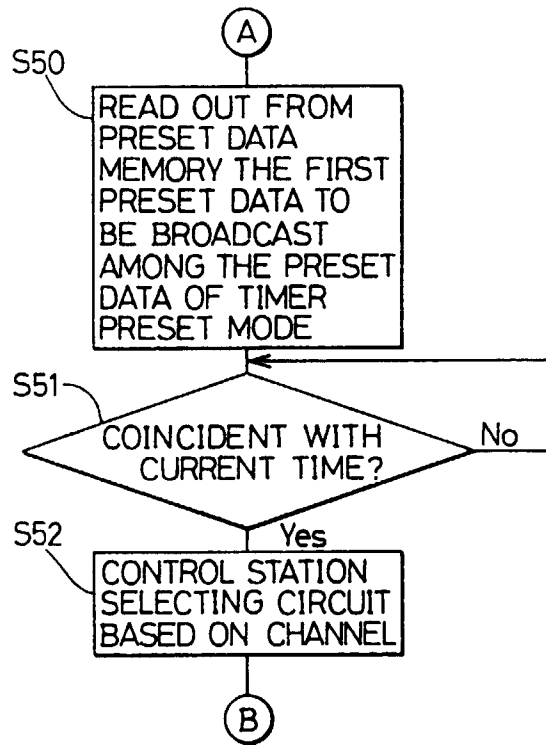 A
S50
READ OUT FROM
PRESET DATA
MEMORY THE FIRST
PRESET DATA TO
BE BROADCAST
AMONG THE PRESET
DATA OF TIMER
PRESET MODE
S51
COINCIDENT WITH
CURRENT TIME?
No
Yes
S52
CONTROL STATION
SELECTING CIRCUIT
BASED ON CHANNEL
B